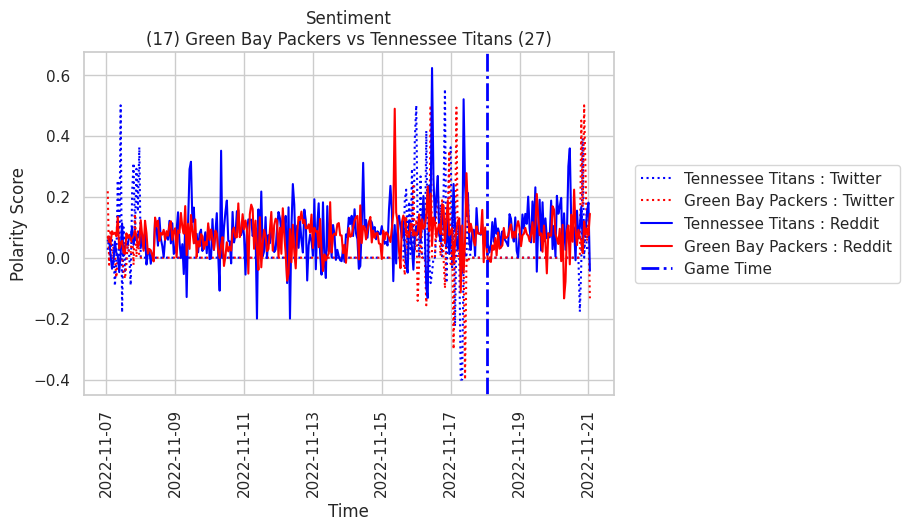 Sentiment
(17) Green Bay Packers vs Tennessee Titans (27)
Polarity Score
0.6
0.4
0.2
0.0
−0.2
−0.4
2022-11-07
2022-11-09
2022-11-11
2022-11-13
2022-11-15
2022-11-17
2022-11-19
2022-11-21
Time
Tennessee Titans : Twitter
Green Bay Packers : Twitter
Tennessee Titans : Reddit
Green Bay Packers : Reddit
Game Time